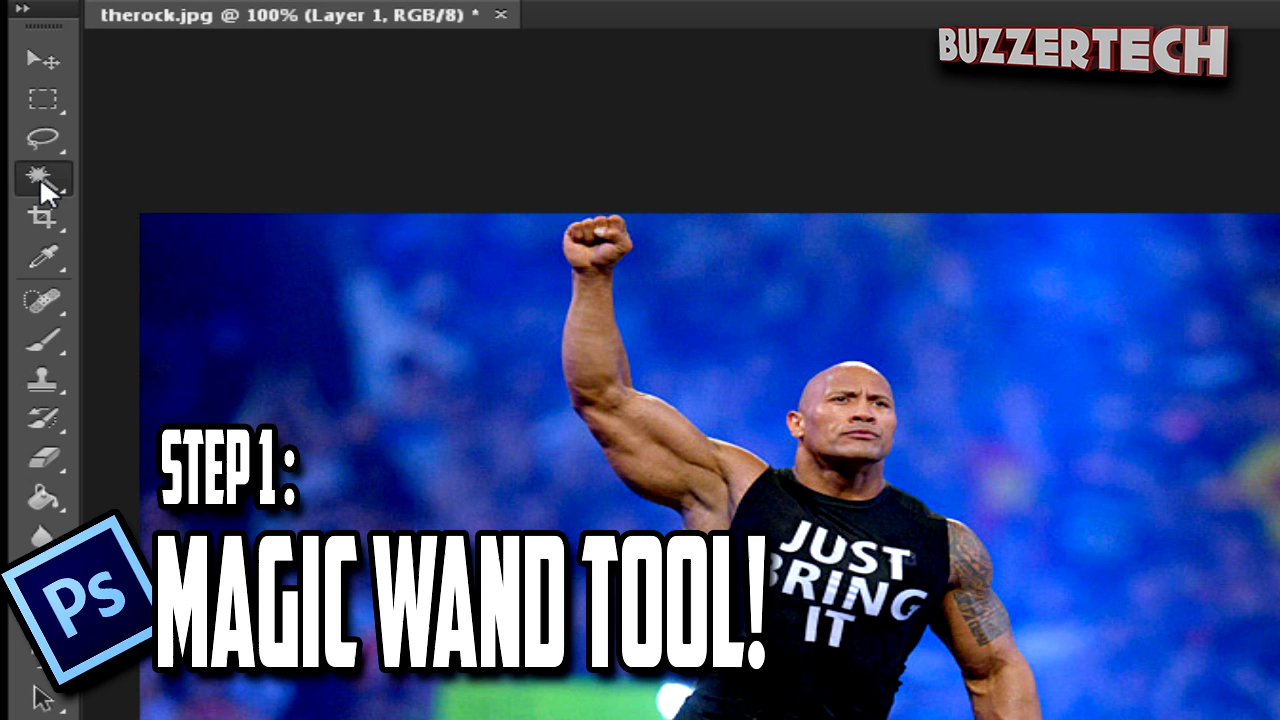 therock.jpg @ 100% (Layer 1, RGB/8) * ×
BUZZERTECH
JUST
BRING
IT
STEP 1:
MAGIC WAND TOOL!
Ps